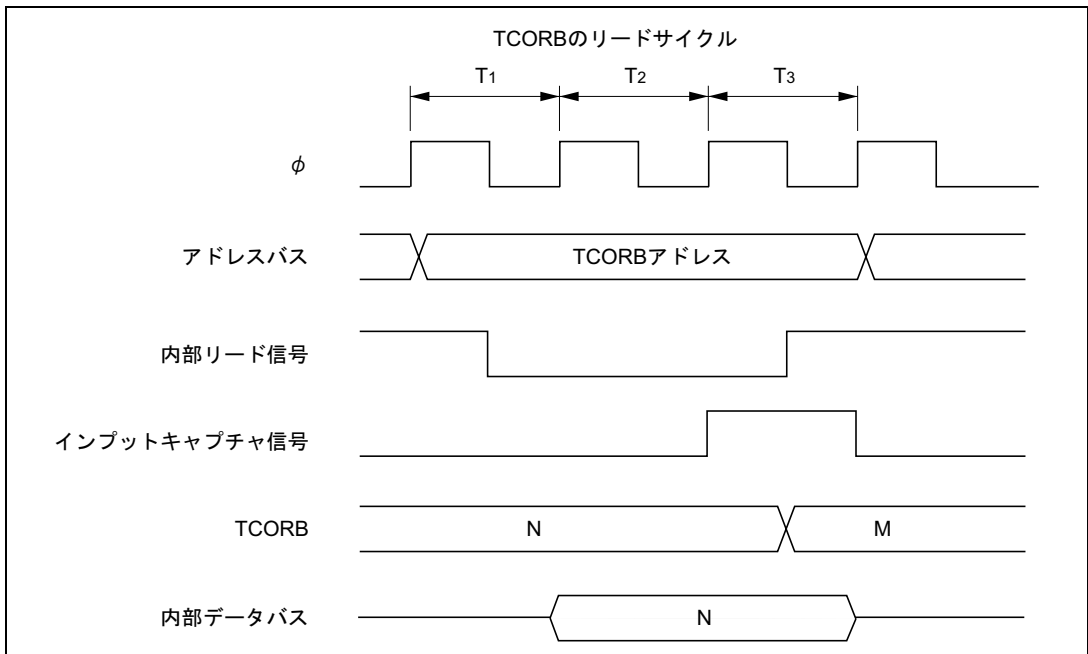 TCORBのリードサイクル
T1 T2 T3
φ
アドレスバス TCORBアドレス
内部リード信号
インプットキャプチャ信号
TCORB N M
内部データバス N